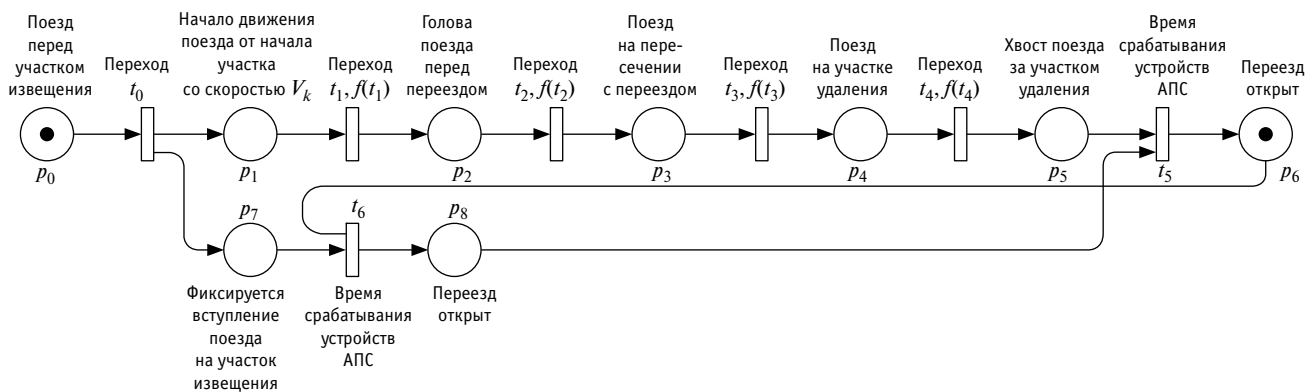 Поезд
перед
участком
извещения
Переход
t0
Начало движения
поезда от начала
участка
со скоростью Vk
Переход
t1, f(t1)
Голова
поезда
перед
переездом
Переход
t2, f(t2)
Поезд
на пере-
сечении
с переездом
Переход
t3, f(t3)
Поезд
на участке
удаления
Переход
t4, f(t4)
Хвост поезда
за участком
удаления
Время
срабатывания
устройств
АПС
Переезд
открыт
p0
p1
p2
p3
p4
p5
t5
p6
p7
t6
p8
Фиксируется
вступление
поезда
на участок
извещения
Время
срабатывания
устройств
АПС
Переезд
открыт